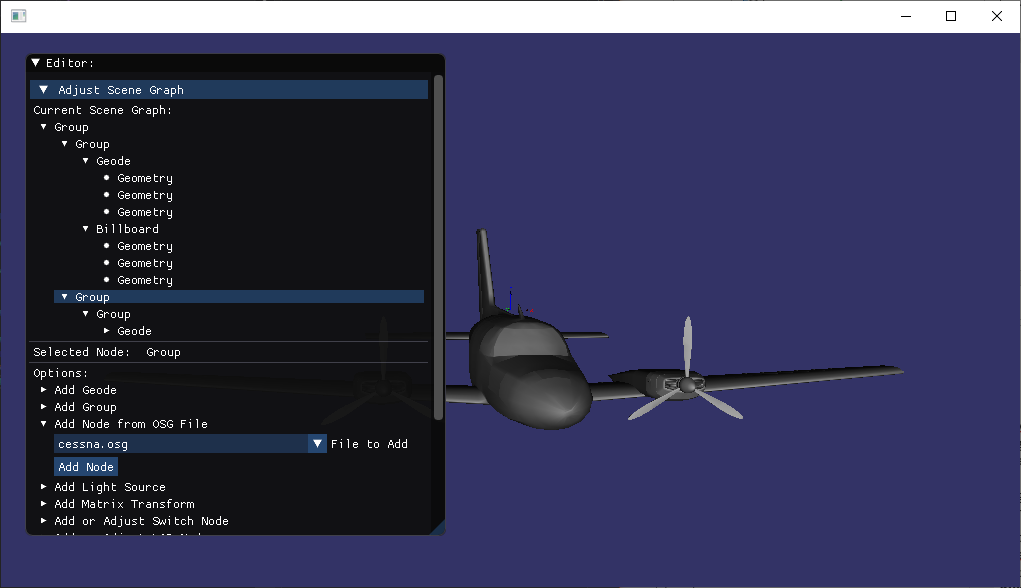 Editor:
Adjust Scene Graph
Current Scene Graph:
Group
Group
Geode
Geometry
Geometry
Geometry
Billboard
Geometry
Geometry
Geometry
Group
Group
Geode
Selected Node: Group
Options:
Add Geode
Add Group
Add Node from OSG File
cessna.osg File to Add
Add Node
Add Light Source
Add Matrix Transform
Add or Adjust Switch Node